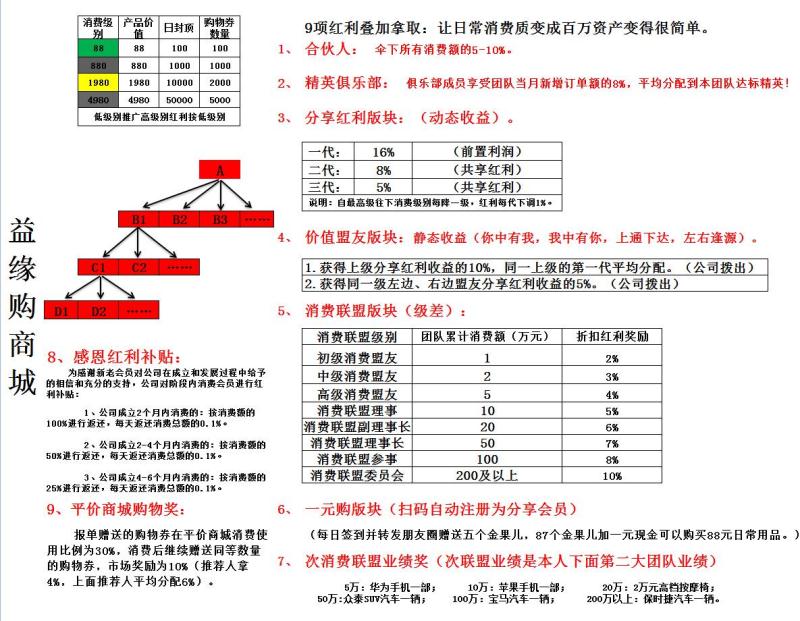 消费级别 产品价值 日封顶 购物券数量
88 88 100 100
880 880 1000 1000
1980 1980 10000 2000
4980 4980 50000 5000
低级别推广高级别红利按低级别
A
B1 B2 B3 ……
C1 C2 ……
D1 D2 ……
益缘购商城
8、感恩红利补贴：
为感谢新老会员对公司在成立和发展过程中给予
的相信和充分的支持，公司对阶段内消费会员进行红
利补贴：
1、公司成立2个月内消费的：按消费额的
100%进行返还，每天返还消费总额的0.1%。
2、公司成立2-4个月内消费的：按消费额的
50%进行返还，每天返还消费总额的0.1%。
3、公司成立4-6个月内消费的：按消费额的
25%进行返还，每天返还消费总额的0.1%。
9、平价商城购物奖：
报单赠送的购物券在平价商城消费使
用比例为30%，消费后继续赠送同等数量
的购物券，市场奖励为10%（推荐人拿
4%，上面推荐人平均分配6%）。
9项红利叠加拿取：让日常消费质变成百万资产变得很简单。
1、 合伙人： 伞下所有消费额的5-10%。
2、 精英俱乐部： 俱乐部成员享受团队当月新增订单额的8%，平均分配到本团队达标精英！
3、 分享红利版块：（动态收益）。
一代： 16% （前置利润）
二代： 8% （共享红利）
三代： 5% （共享红利）
说明：自最高级往下消费级别每降一级，红利每代下调1%。
4、 价值盟友版块：静态收益（你中有我，我中有你，上通下达，左右逢源）。
1.获得上级分享红利收益的10%，同一上级的第一代平均分配。（公司拨出）
2.获得同一级左边、右边盟友分享红利收益的5%。（公司拨出）
5、 消费联盟版块（级差）：
消费联盟级别 团队累计消费额（万元） 折扣红利奖励
初级消费盟友 1 2%
中级消费盟友 2 3%
高级消费盟友 5 4%
消费联盟理事 10 5%
消费联盟副理事长 20 6%
消费联盟理事长 50 7%
消费联盟参事 100 8%
消费联盟委员会 200及以上 10%
6、 一元购版块（扫码自动注册为分享会员）
（每日签到并转发朋友圈赠送五个金果儿，87个金果儿加一元现金可以购买88元日常用品。）
7、 次消费联盟业绩奖（次联盟业绩是本人下面第二大团队业绩）
5万：华为手机一部； 10万：苹果手机一部； 20万：2万元高档按摩椅；
50万:众泰SUV汽车一辆； 100万：宝马汽车一辆； 200万以上：保时捷汽车一辆。